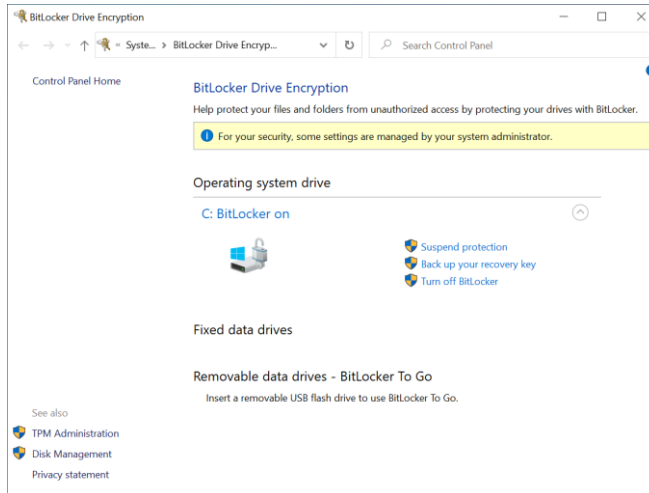 BitLocker Drive Encryption
« Syste... > BitLocker Drive Encryp...
Search Control Panel
Control Panel Home
BitLocker Drive Encryption
Help protect your files and folders from unauthorized access by protecting your drives with BitLocker.
For your security, some settings are managed by your system administrator.
Operating system drive
C: BitLocker on
Suspend protection
Back up your recovery key
Turn off BitLocker
Fixed data drives
Removable data drives - BitLocker To Go
Insert a removable USB flash drive to use BitLocker To Go.
See also
TPM Administration
Disk Management
Privacy statement